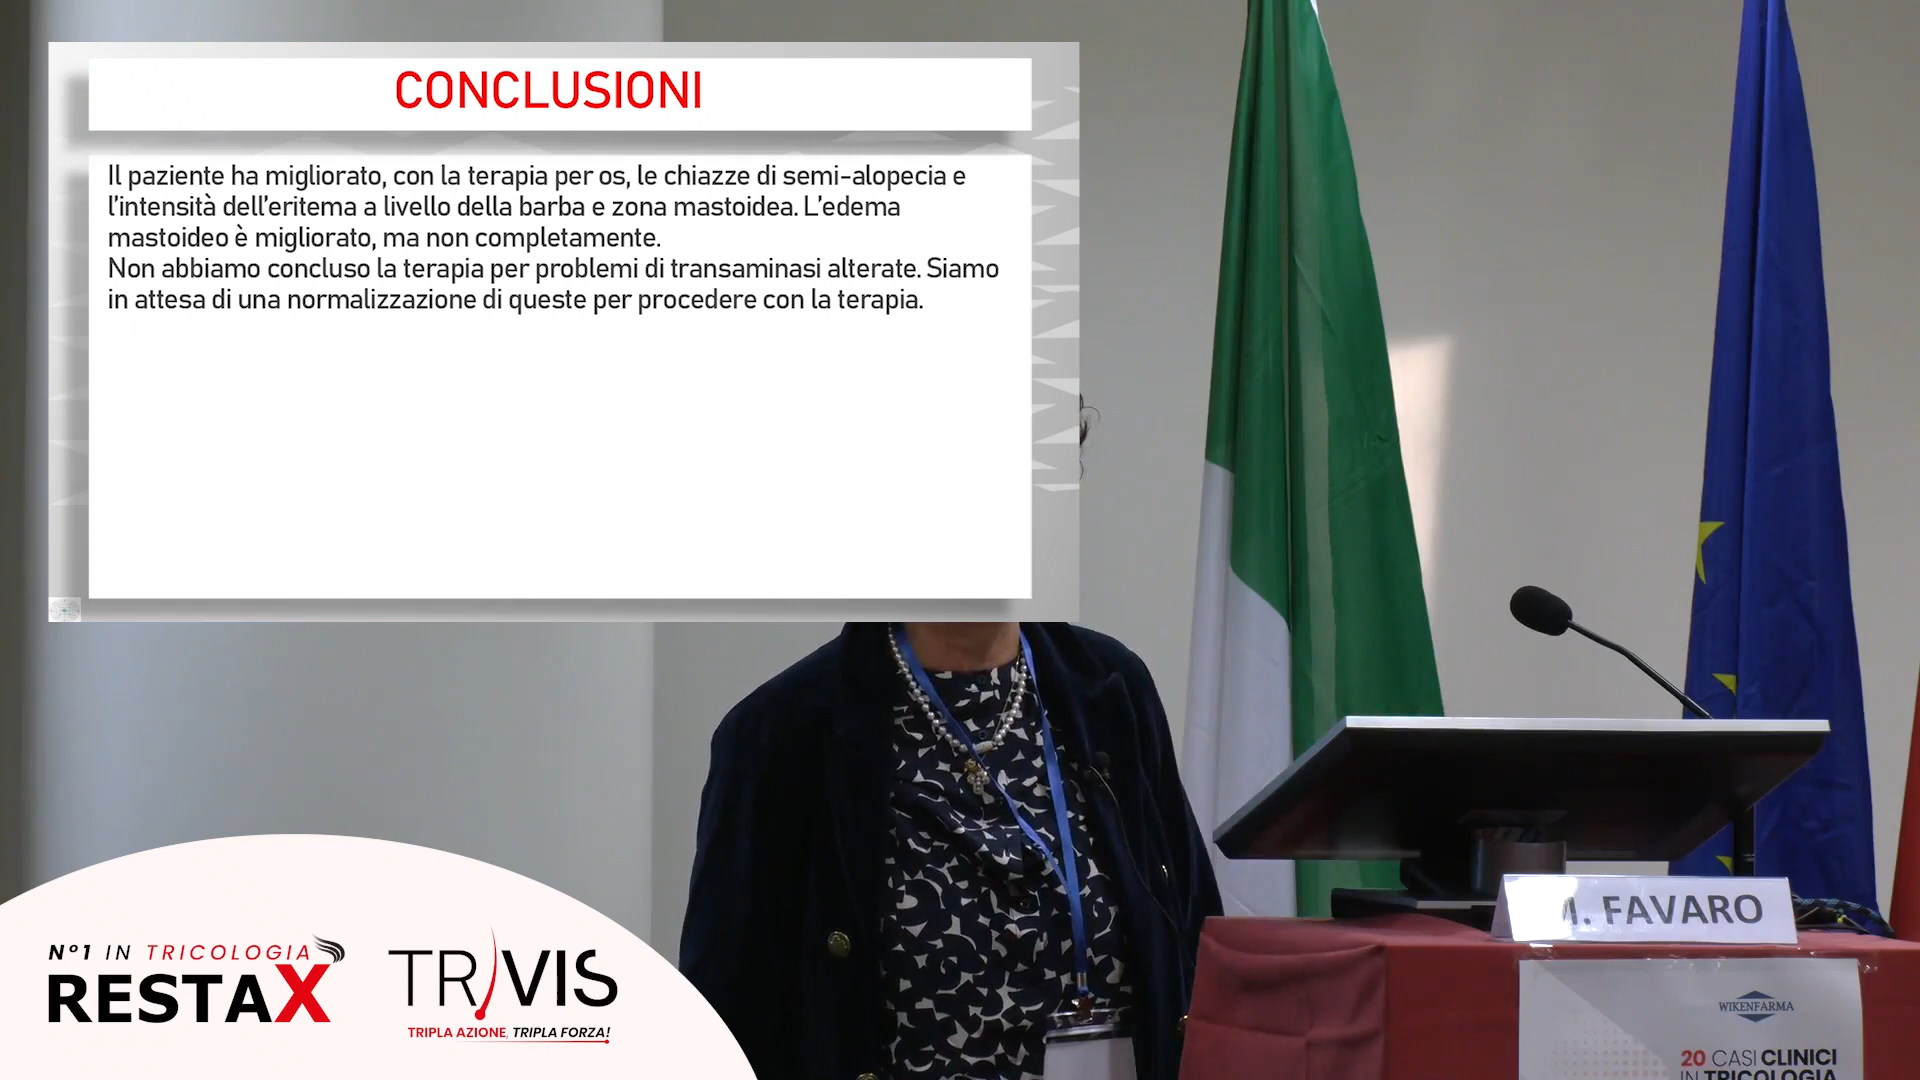 CONCLUSIONI
Il paziente ha migliorato, con la terapia per os, le chiazze di semi-alopecia e
l'intensità dell'eritema a livello della barba e zona mastoidea. L'edema
mastoideo è migliorato, ma non completamente.
Non abbiamo concluso la terapia per problemi di transaminasi alterate. Siamo
in attesa di una normalizzazione di queste per procedere con la terapia.
M. FAVARO
N°1 IN TRICOLOGIA
RESTAX
TRIVIS
TRIPLA AZIONE, TRIPLA FORZA!
WIKENFARMA
20 CASI CLINICI
IN TRICOLOGIA